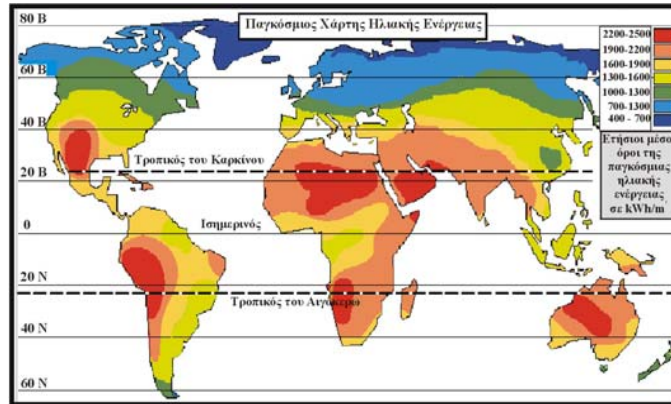 Παγκόσμιος Χάρτης Ηλιακής Ενέργειας
80 Β
60 Β
40 Β
20 Β
0
20 Ν
40 Ν
60 Ν
Τροπικός του Καρκίνου
Ισημερινός
Τροπικός του Αιγόκερω
2200-2500
1900-2200
1600-1900
1300-1600
1000-1300
700-1300
400 - 700
Ετήσιοι μέσοι
όροι της
παγκόσμιας
ηλιακής
ενέργειας
σε kWh/m